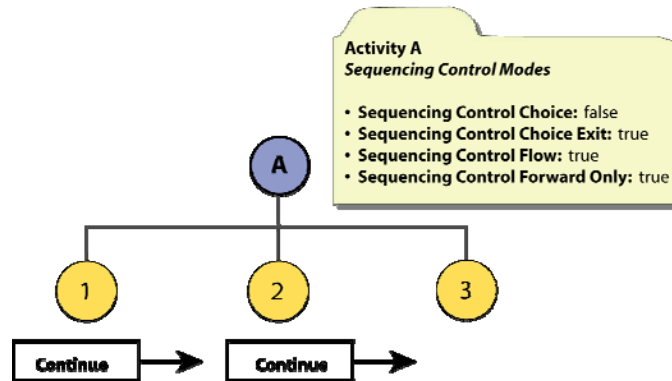 Activity A
Sequencing Control Modes
• Sequencing Control Choice: false
• Sequencing Control Choice Exit: true
• Sequencing Control Flow: true
• Sequencing Control Forward Only: true
A
1 2 3
Continue Continue